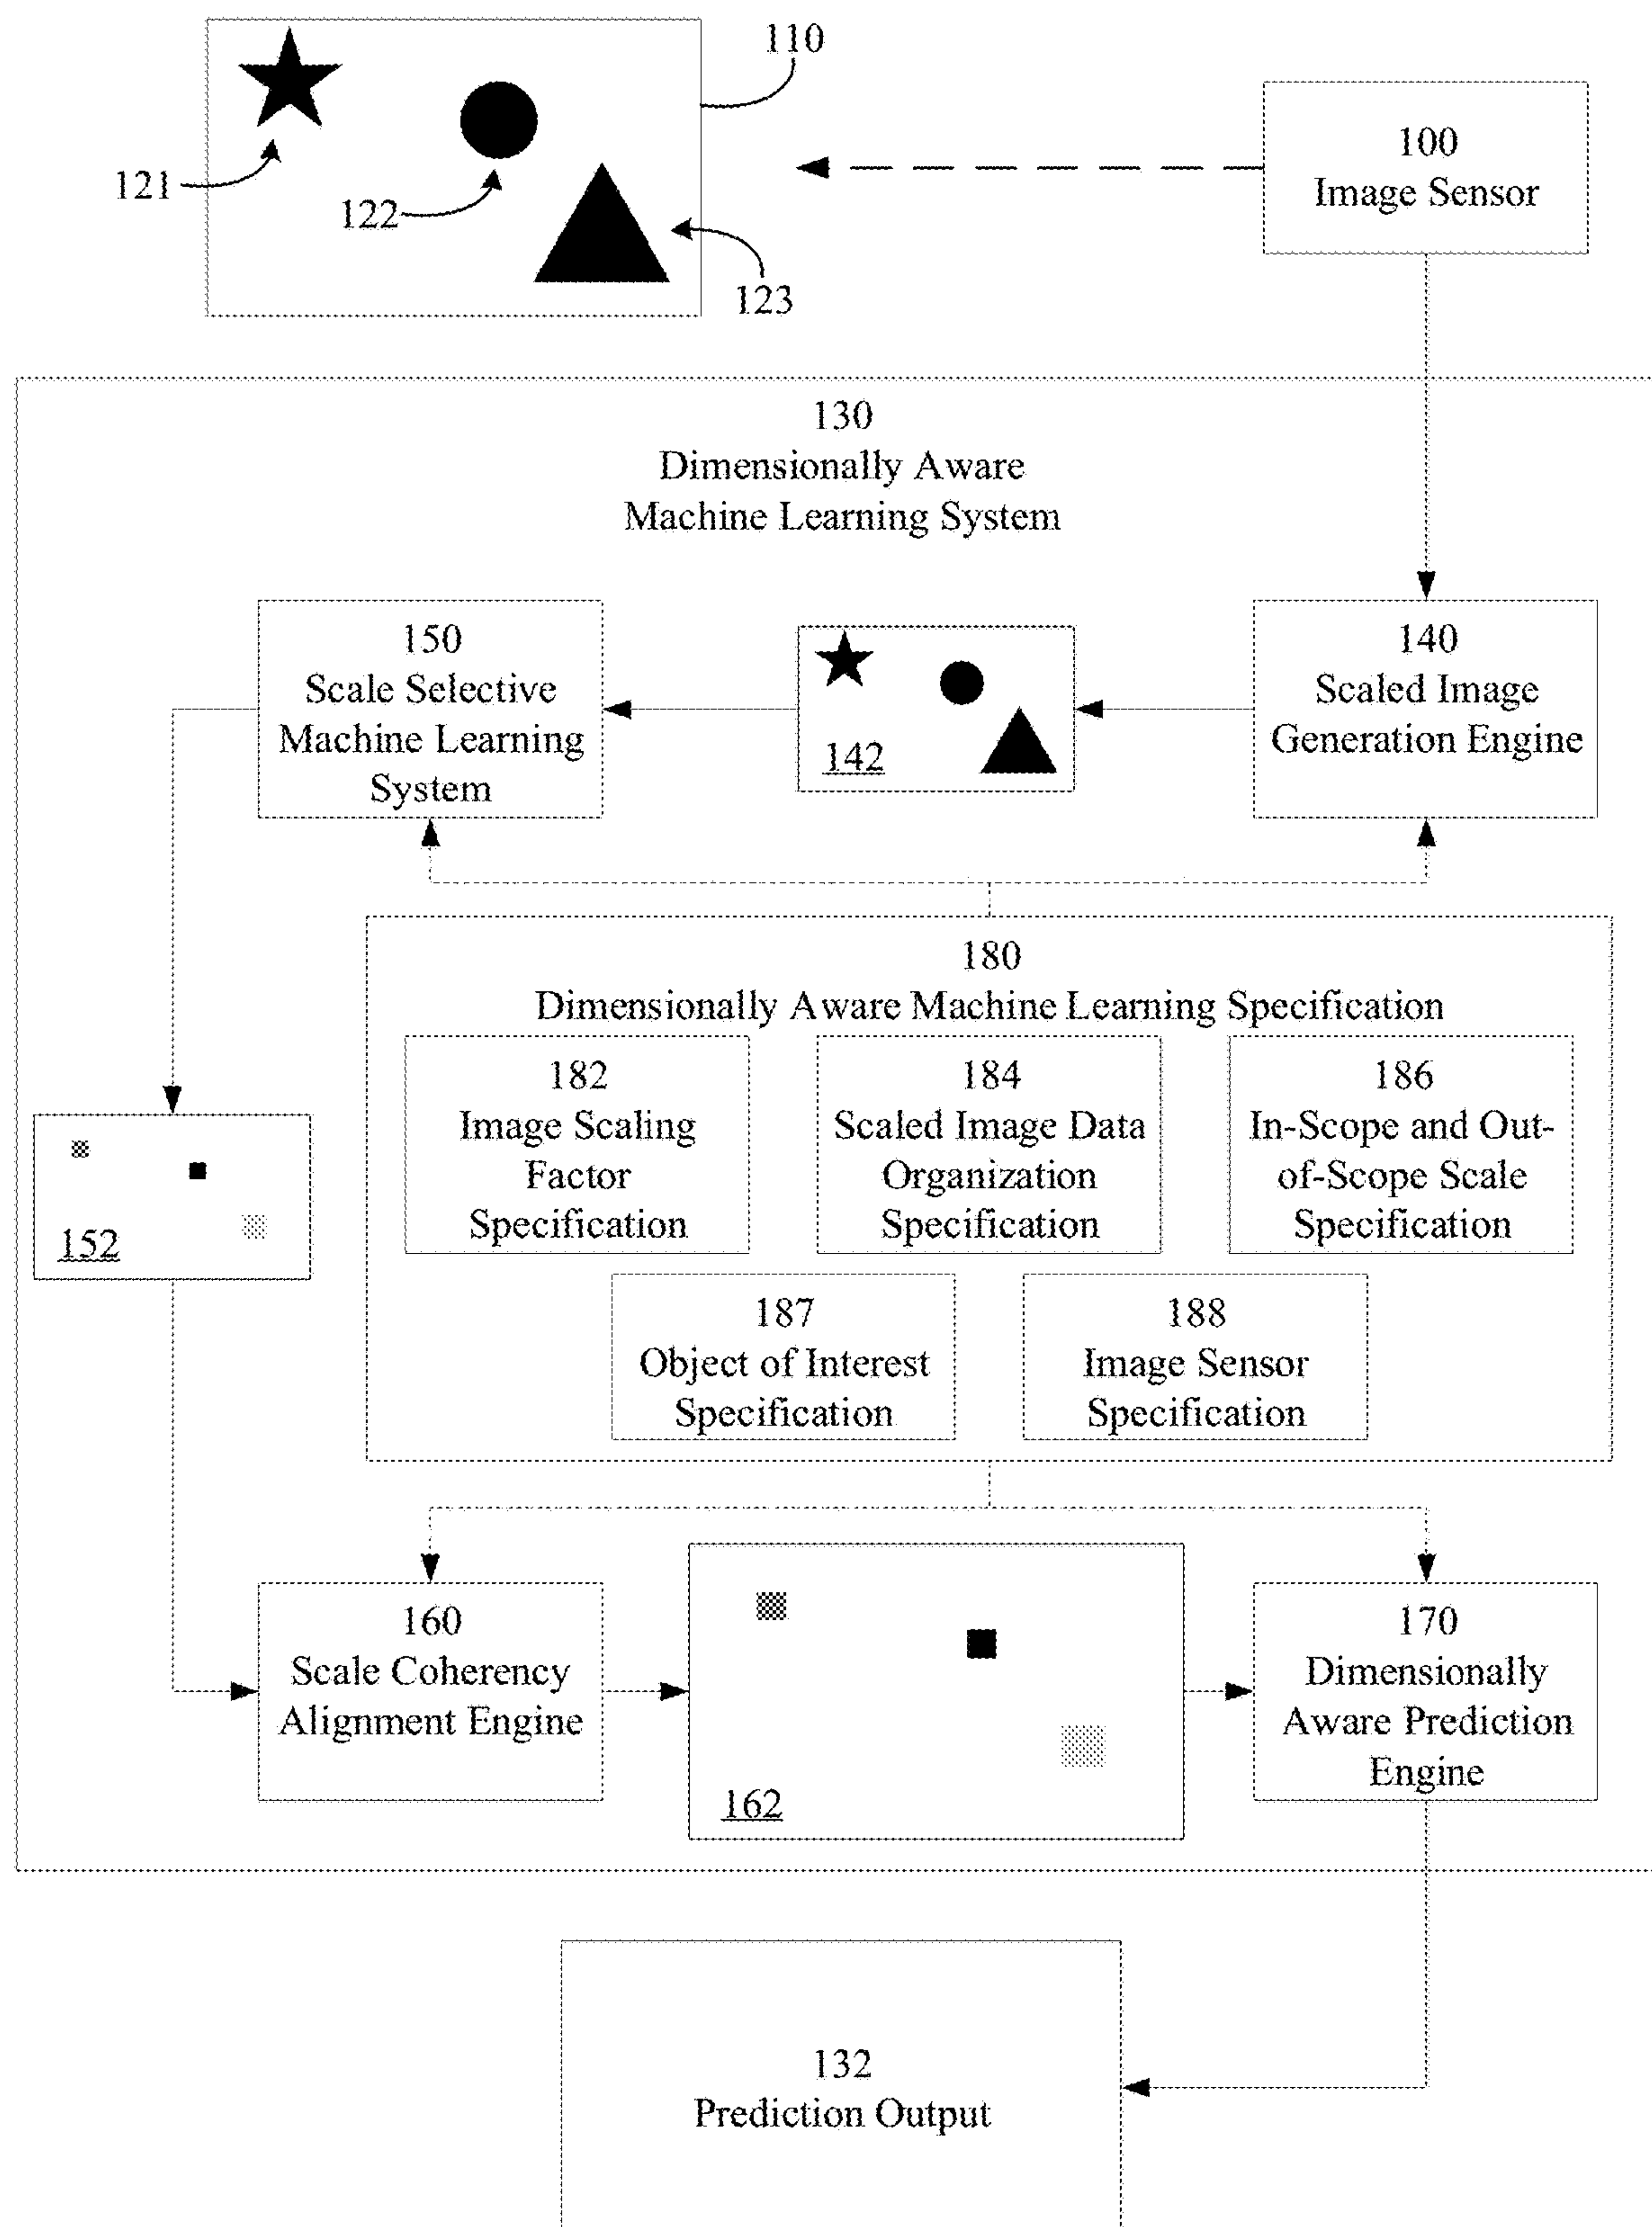 110
100
Image Sensor
121
122
123
130
Dimensionally Aware
Machine Learning System
150
Scale Selective
Machine Learning
System
142
140
Scaled Image
Generation Engine
180
Dimensionally Aware Machine Learning Specification
182
Image Scaling
Factor
Specification
184
Scaled Image Data
Organization
Specification
186
In-Scope and Out-
of-Scope Scale
Specification
152
187
Object of Interest
Specification
188
Image Sensor
Specification
160
Scale Coherency
Alignment Engine
162
170
Dimensionally
Aware Prediction
Engine
132
Prediction Output